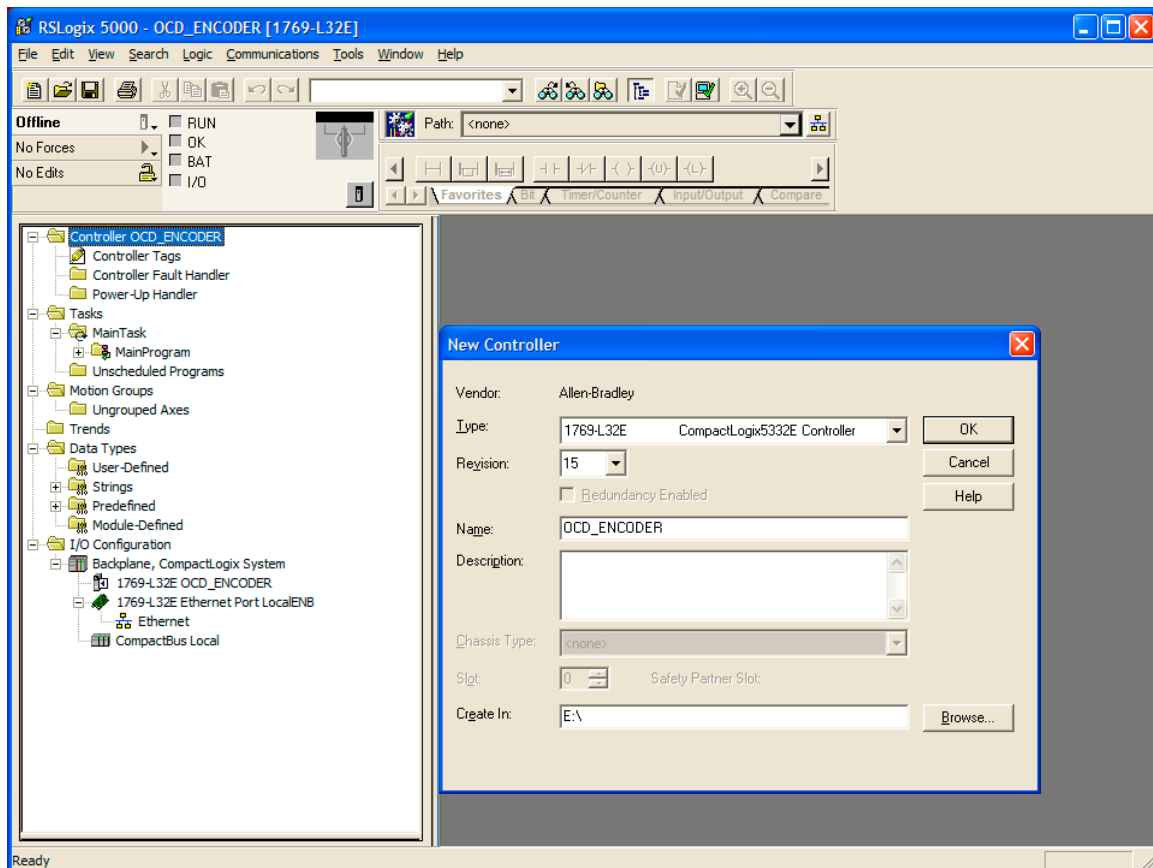 RSLogix 5000 - OCD_ENCODER [1769-L32E]
File Edit View Search Logic Communications Tools Window Help
Offline
RUN
Path: <none>
No Forces
OK
BAT
No Edits
I/O
Favorites Bit Timer/Counter Input/Output Compare
Controller OCD_ENCODER
Controller Tags
Controller Fault Handler
Power-Up Handler
Tasks
MainTask
MainProgram
Unscheduled Programs
Motion Groups
Ungrouped Axes
Trends
Data Types
User-Defined
Strings
Predefined
Module-Defined
I/O Configuration
Backplane, CompactLogix System
1769-L32E OCD_ENCODER
1769-L32E Ethernet Port LocalENB
Ethernet
CompactBus Local
New Controller
Vendor: Allen-Bradley
Type: 1769-L32E CompactLogix5332E Controller OK
Revision: 15 Cancel
Redundancy Enabled Help
Name: OCD_ENCODER
Description:
Chassis Type: <none>
Slot: 0 Safety Partner Slot:
Create In: E:\ Browse...
Ready